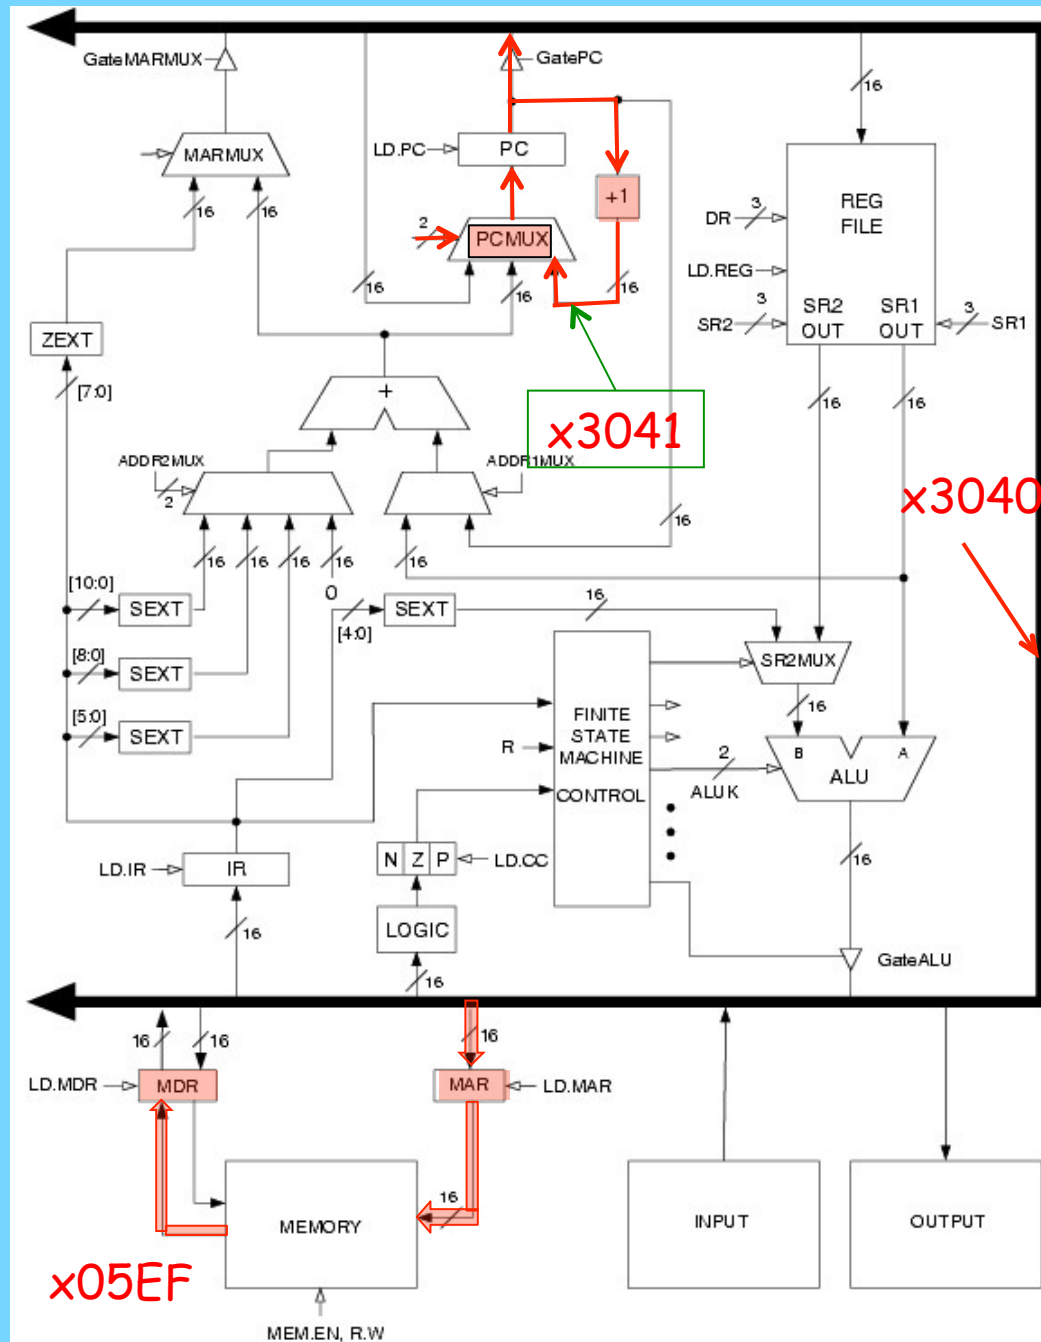 GateMARMUX
GatePC
16
MARMUX
LD.PC
PC
16
16
+1
REG
FILE
DR
3
2
PCMUX
LD.REG
16
16
16
3
SR2
SR2
OUT
SR1
OUT
3
SR1
ZEXT
[7:0]
+
x3041
16
16
ADDR2MUX
2
ADDR1MUX
x3040
16
16
16
16
16
16
0
[10:0]
SEXT
[4:0]
SEXT
16
[8:0]
SEXT
SR2MUX
16
[5:0]
SEXT
FINITE
STATE
MACHINE
CONTROL
R
2
ALUK
B
A
ALU
LD.IR
IR
N Z P
LD.CC
16
16
LOGIC
GateALU
16
16
16
16
LD.MDR
MDR
MAR
LD.MAR
16
MEMORY
INPUT
OUTPUT
x05EF
MEM.EN, R.W